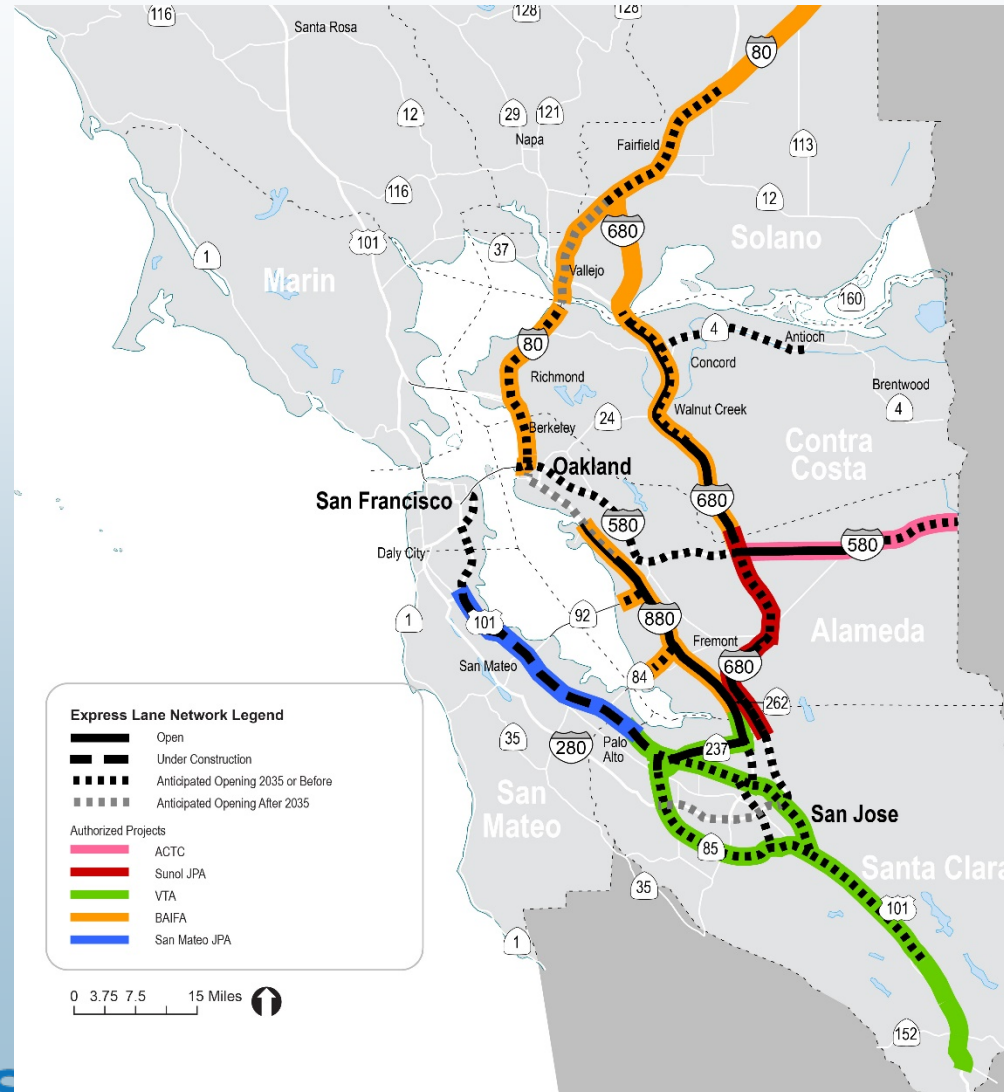 116
128
128
Santa Rosa
80
12
29
121
Napa
Fairfield
113
116
12
680
101
37
Solano
1
Vallejo
Marin
160
80
4
Antioch
Concord
Richmond
Brentwood
24
Walnut Creek
4
Berkeley
Contra
Costa
Oakland
San Francisco
680
580
580
Daly City
92
880
1
101
Fremont
Alameda
San Mateo
84
680
262
35
280
Palo
Alto
237
San
Mateo
San Jose
85
Santa Clara
35
101
1
152
Express Lane Network Legend
Open
Under Construction
Anticipated Opening 2035 or Before
Anticipated Opening After 2035
Authorized Projects
ACTC
Sunol JPA
VTA
BAIFA
San Mateo JPA
0 3.75 7.5 15 Miles